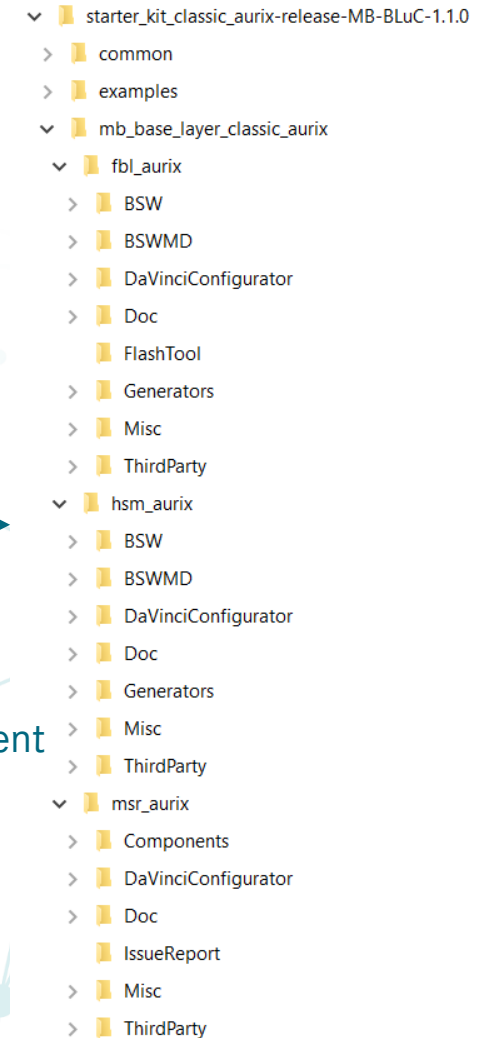 starter_kit_classic_aurix-release-MB-BLuC-1.1.0
common
examples
mb_base_layer_classic_aurix
fbl_aurix
BSW
BSWMD
DaVinciConfigurator
Doc
FlashTool
Generators
Misc
ThirdParty
hsm_aurix
BSW
BSWMD
DaVinciConfigurator
Doc
Generators
ent Misc
ThirdParty
msr_aurix
Components
DaVinciConfigurator
Doc
IssueReport
Misc
ThirdParty